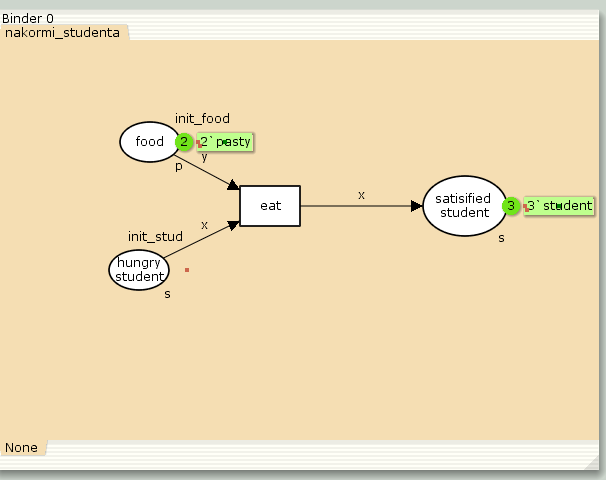 Binder 0
nakormi_studenta
init_food
food
2
2`pasty
y
p
eat
x
satisified
student
3
3`student
s
x
init_stud
hungry
student
s
None